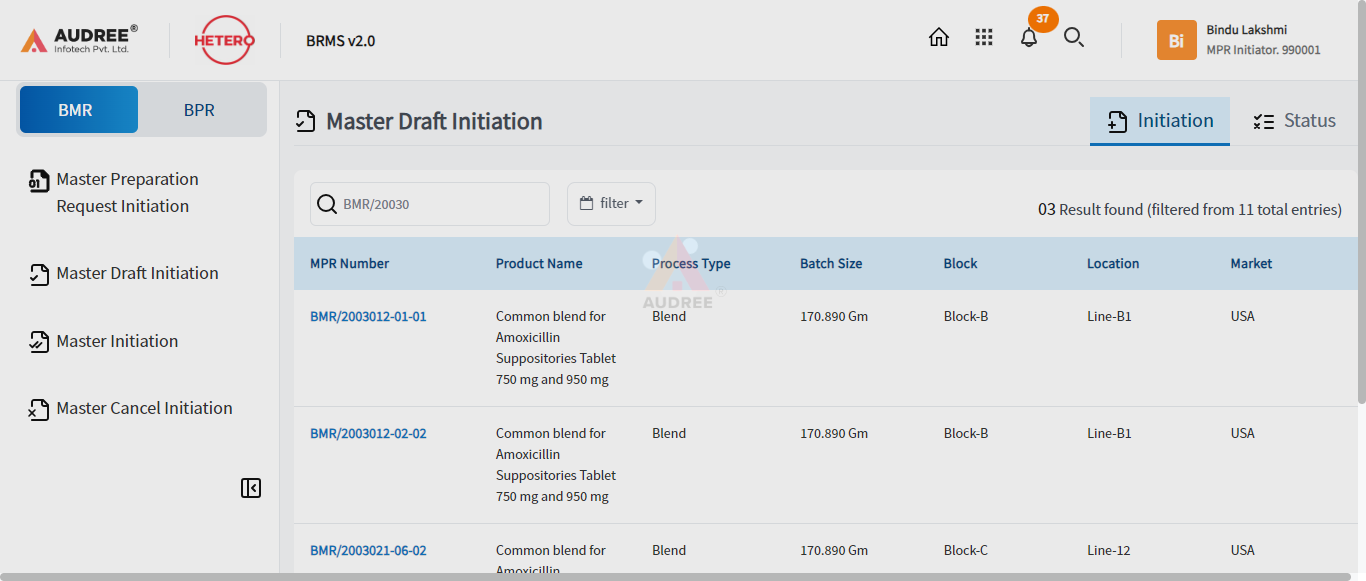 AUDREE®
Infotech Pvt. Ltd.
HETERO
BRMS v2.0
37
Bi
Bindu Lakshmi
MPR Initiator. 990001
BMR BPR
Master Preparation
Request Initiation
Master Draft Initiation
Master Initiation
Master Cancel Initiation
Master Draft Initiation
Initiation Status
BMR/20030 filter
03 Result found (filtered from 11 total entries)
MPR Number Product Name Process Type Batch Size Block Location Market
AUDREE ®
BMR/2003012-01-01 Common blend for Blend 170.890 Gm Block-B Line-B1 USA
Amoxicillin
Suppositories Tablet
750 mg and 950 mg
BMR/2003012-02-02 Common blend for Blend 170.890 Gm Block-B Line-B1 USA
Amoxicillin
Suppositories Tablet
750 mg and 950 mg
BMR/2003021-06-02 Common blend for Blend 170.890 Gm Block-C Line-12 USA
Amoxicillin